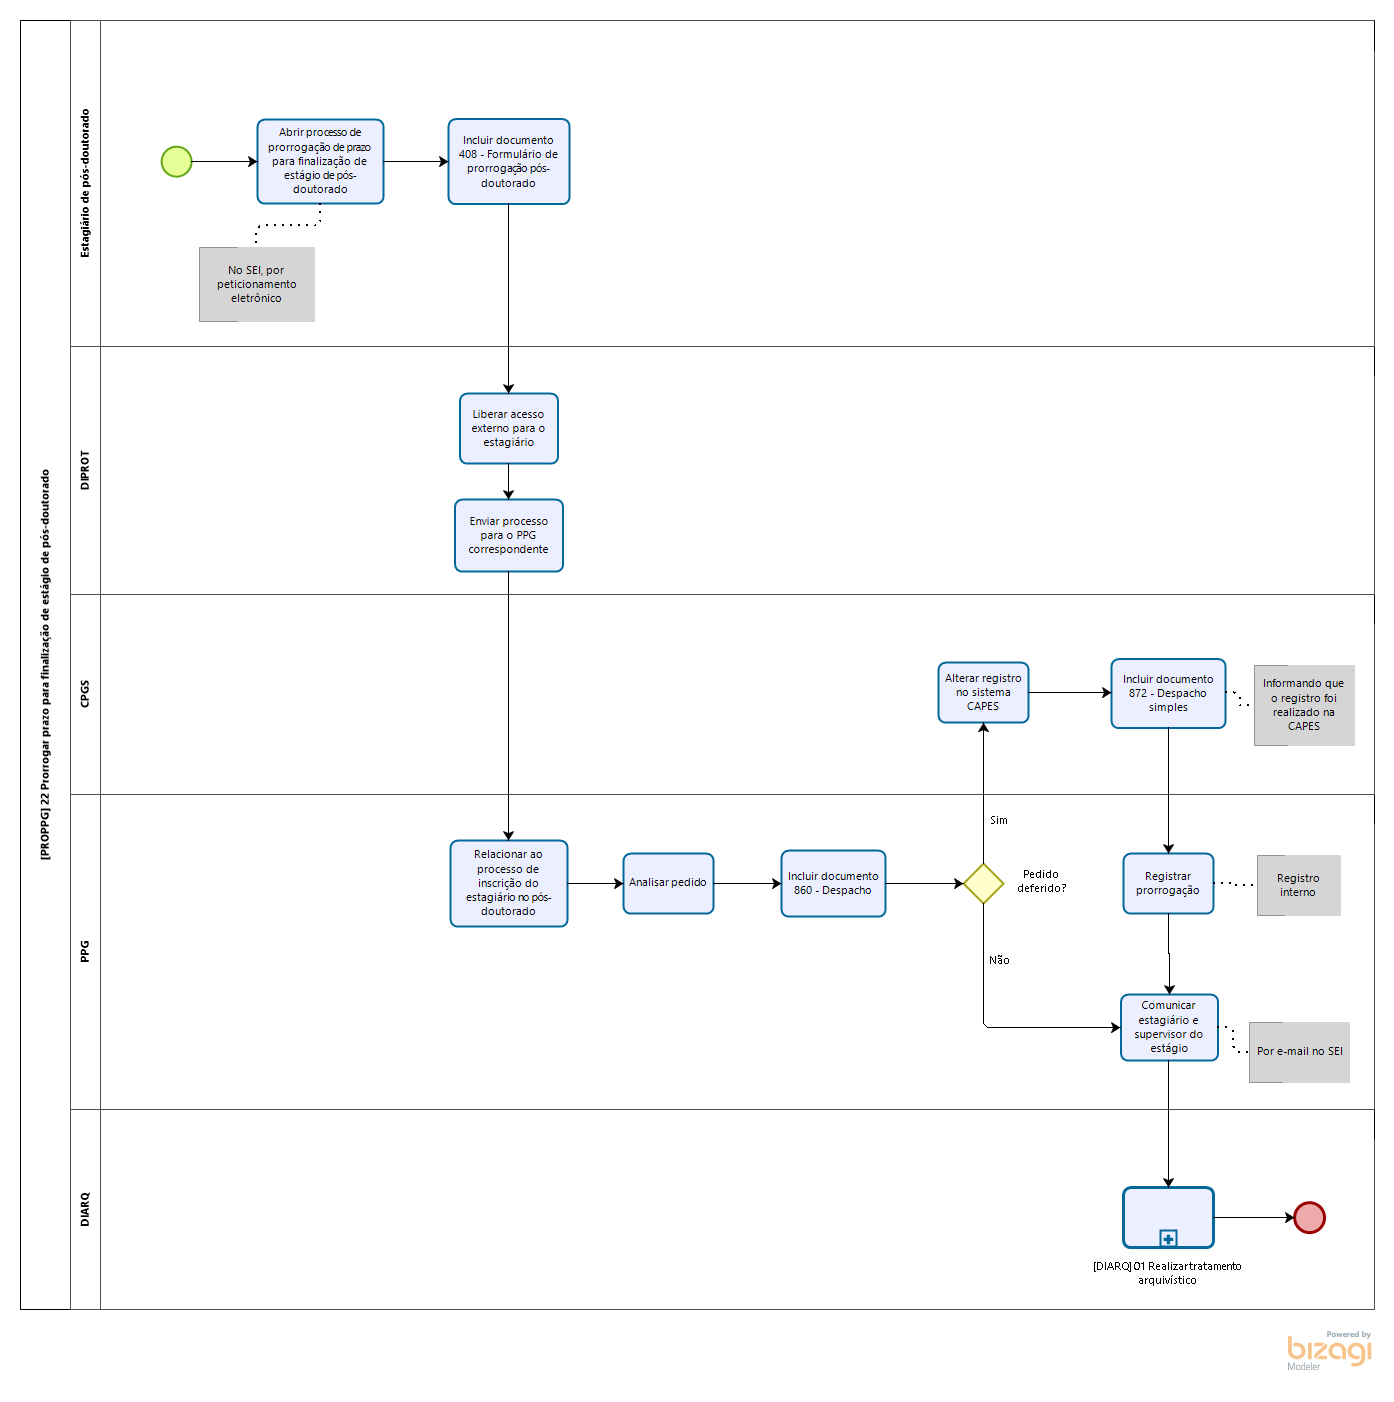 [PROPPG] 22 Prorrogar prazo para finalização de estágio de pós-doutorado
Estagiário de pós-doutorado
Abrir processo de
prorrogação de prazo
para finalização de
estágio de pós-
doutorado
Incluir documento
408 - Formulário de
prorrogação pós-
doutorado
No SEI, por
peticionamento
eletrônico
DIPROT
Liberar acesso
externo para o
estagiário
Enviar processo
para o PPG
correspondente
CPGS
Alterar registro
no sistema
CAPES
Incluir documento
872 - Despacho
simples
Informando que
o registro foi
realizado na
CAPES
PPG
Relacionar ao
processo de
inscrição do
estagiário no pós-
doutorado
Analisar pedido
Incluir documento
860 - Despacho
Sim
Pedido
deferido?
Não
Registrar
prorrogação
Registro
interno
Comunicar
estagiário e
supervisor do
estágio
Por e-mail no SEI
DIARQ
[DIARQ] 01 Realizar tratamento
arquivístico
Powered by
bizagi
Modeler